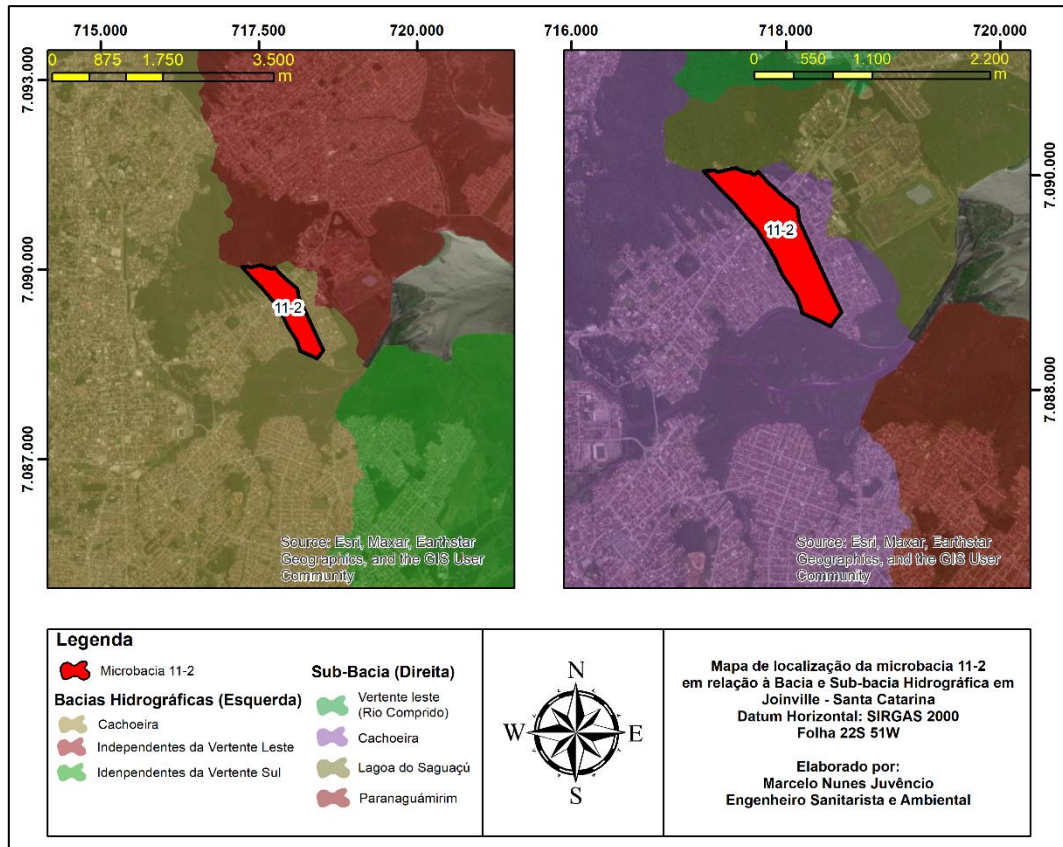 715.000 717.500 720.000
0 875 1.750 3.500
m
7.093.000
7.090.000
7.087.000
11-2
Source: Esri, Maxar, Earthstar
Geographics, and the GIS User
Community
716.000 718.000 720.000
0 550 1.100 2.200
m
7.090.000
7.088.000
11-2
Source: Esri, Maxar, Earthstar
Geographics, and the GIS User
Community
Legenda
Microbacia 11-2
Bacias Hidrográficas (Esquerda)
Cachoeira
Independentes da Vertente Leste
Idenpendentes da Vertente Sul
Sub-Bacia (Direita)
Vertente leste
(Rio Comprido)
Cachoeira
Lagoa do Saguaçú
Paranaguámirim
N
W E
S
Mapa de localização da microbacia 11-2
em relação à Bacia e Sub-bacia Hidrográfica em
Joinville - Santa Catarina
Datum Horizontal: SIRGAS 2000
Folha 22S 51W
Elaborado por:
Marcelo Nunes Juvêncio
Engenheiro Sanitarista e Ambiental